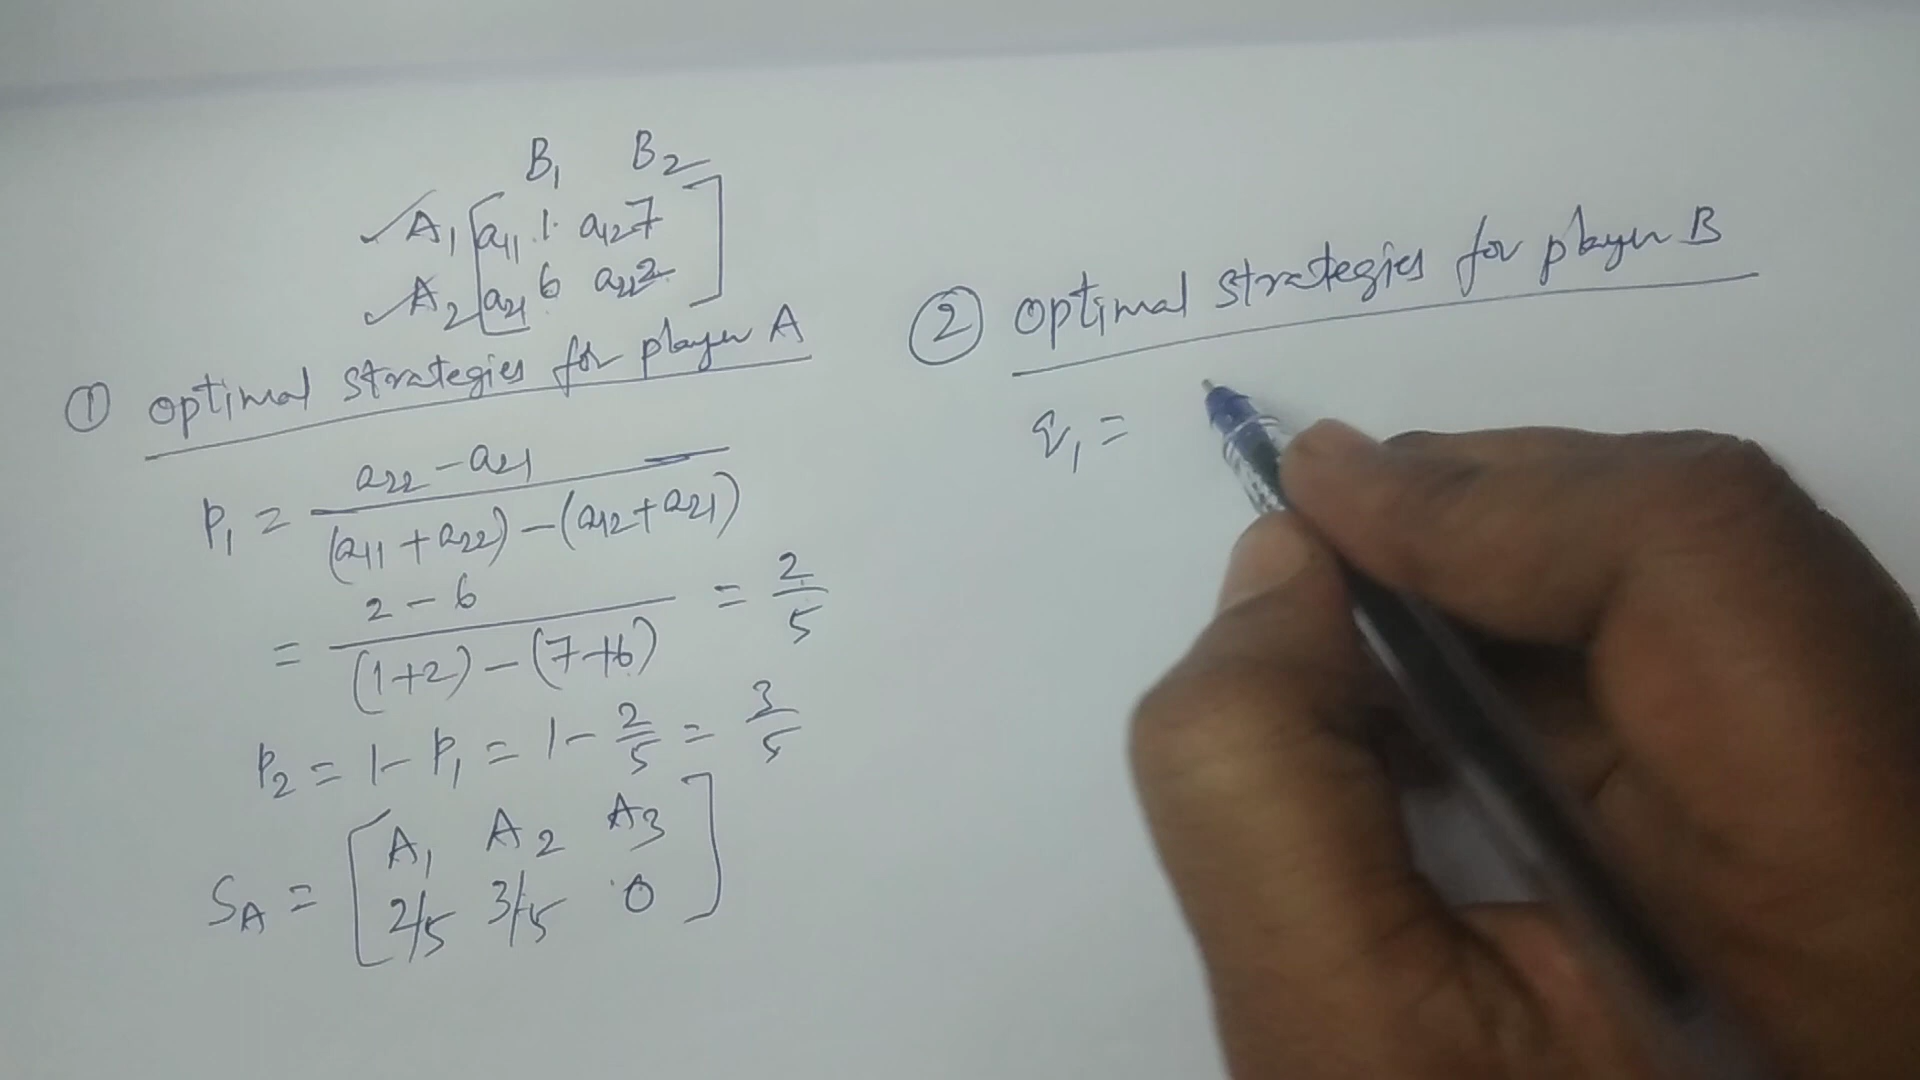 B₁ B₂
A₁ [a₁₁ 1 a₁₂ 7]
A₂ [a₂₁ 6 a₂₂ 2]
① optimal strategies for player A
P₁ = a₂₂ - a₂₁ / (a₁₁ + a₂₂) - (a₁₂ + a₂₁)
= 2 - 6 / (1+2) - (7+6) = 2/5
P₂ = 1 - P₁ = 1 - 2/5 = 3/5
S_A = [A₁ A₂ A₃
2/5 3/5 0]
② optimal strategies for player B
q₁ =